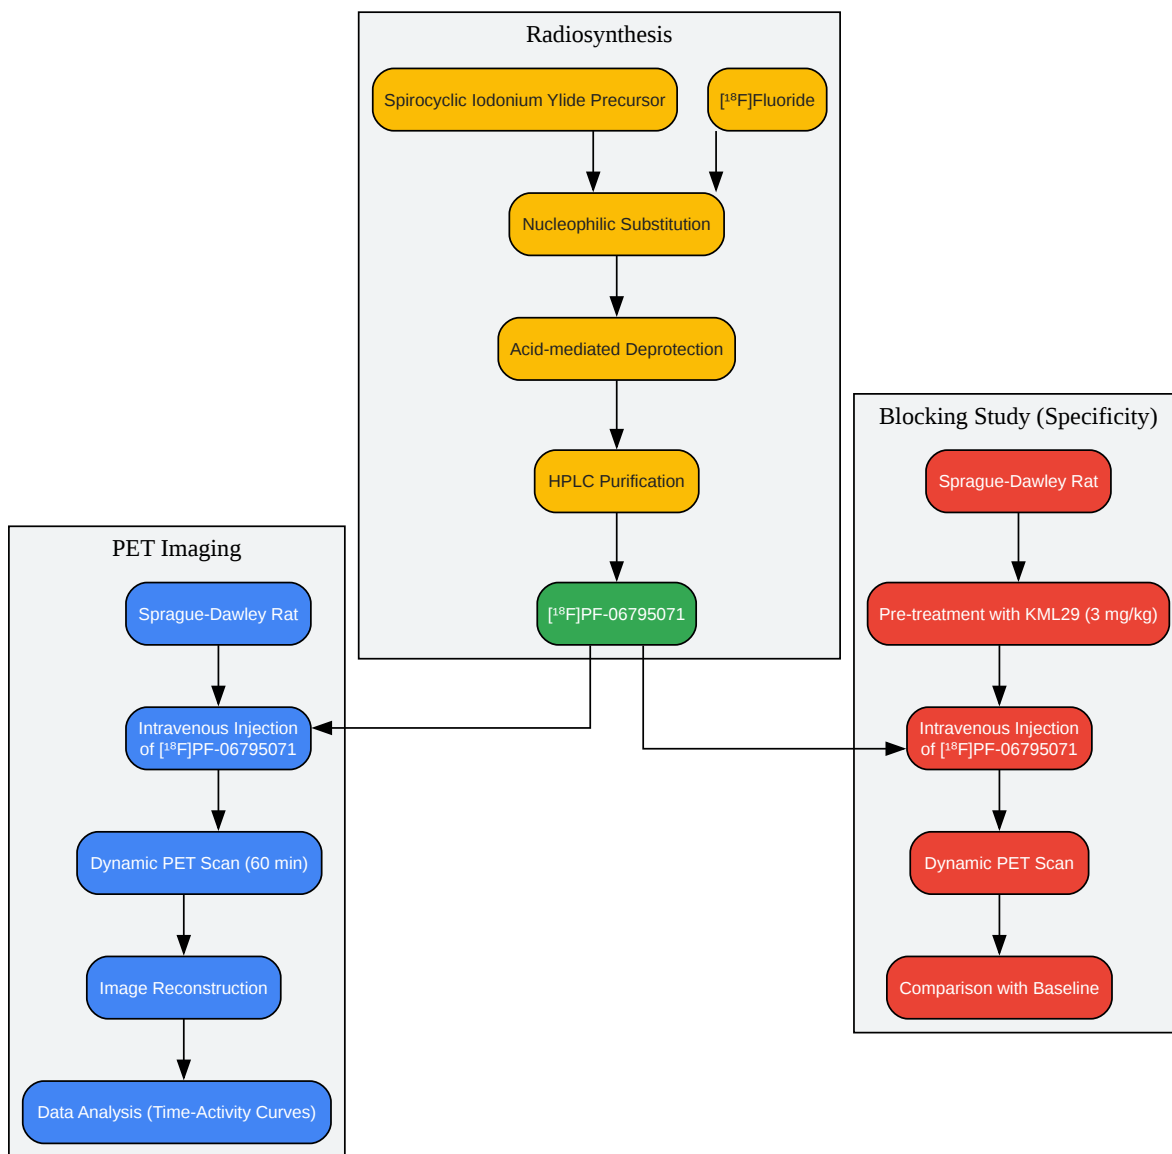 Radiosynthesis
Spirocyclic Iodonium Ylide Precursor
[¹⁸F]Fluoride
Nucleophilic Substitution
Acid-mediated Deprotection
HPLC Purification
[¹⁸F]PF-06795071
PET Imaging
Sprague-Dawley Rat
Intravenous Injection
of [¹⁸F]PF-06795071
Dynamic PET Scan (60 min)
Image Reconstruction
Data Analysis (Time-Activity Curves)
Blocking Study (Specificity)
Sprague-Dawley Rat
Pre-treatment with KML29 (3 mg/kg)
Intravenous Injection
of [¹⁸F]PF-06795071
Dynamic PET Scan
Comparison with Baseline